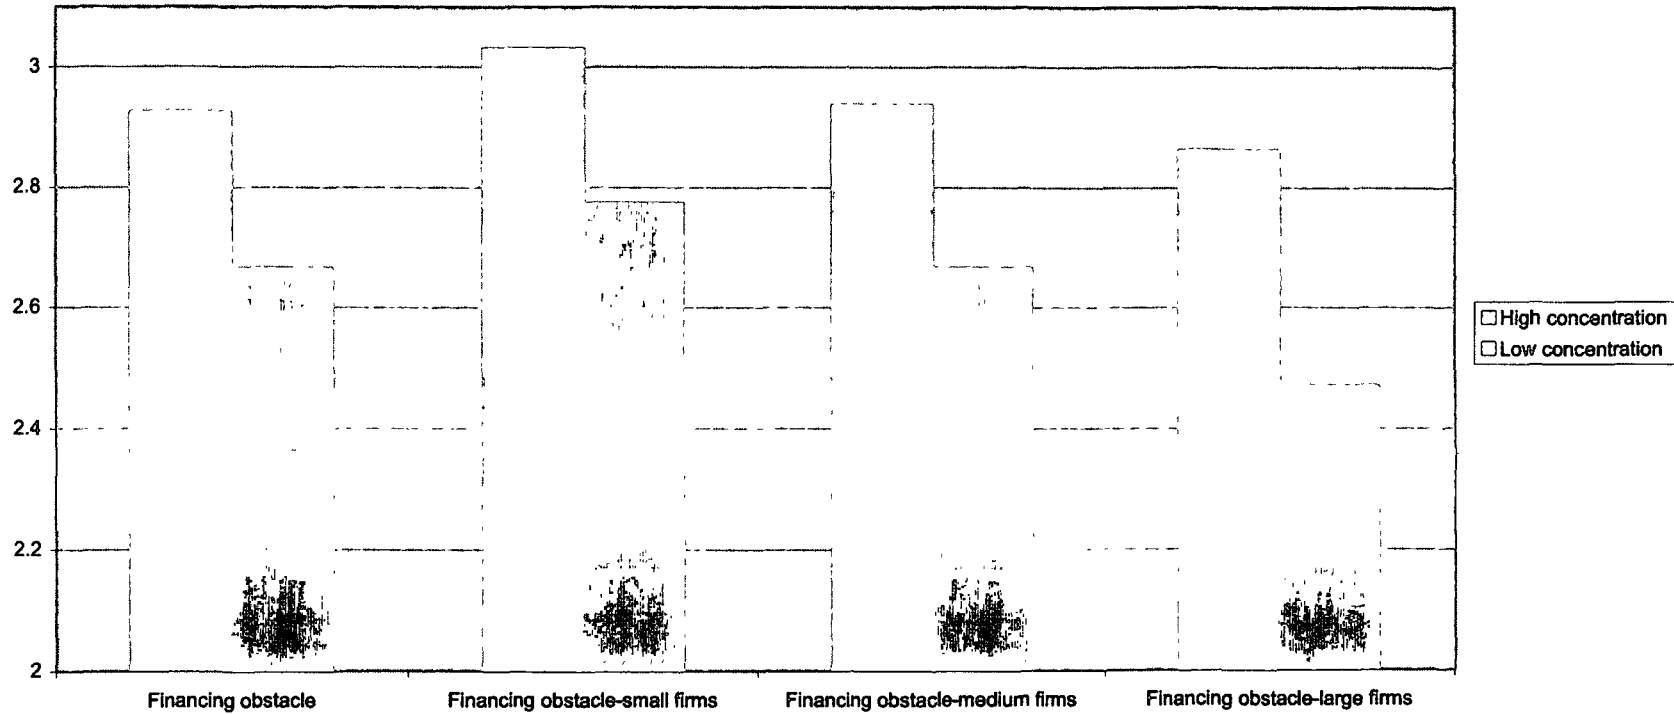 3
2.8
2.6
2.4
2.2
2
Financing obstacle
Financing obstacle-small firms
Financing obstacle-medium firms
Financing obstacle-large firms
High concentration
Low concentration